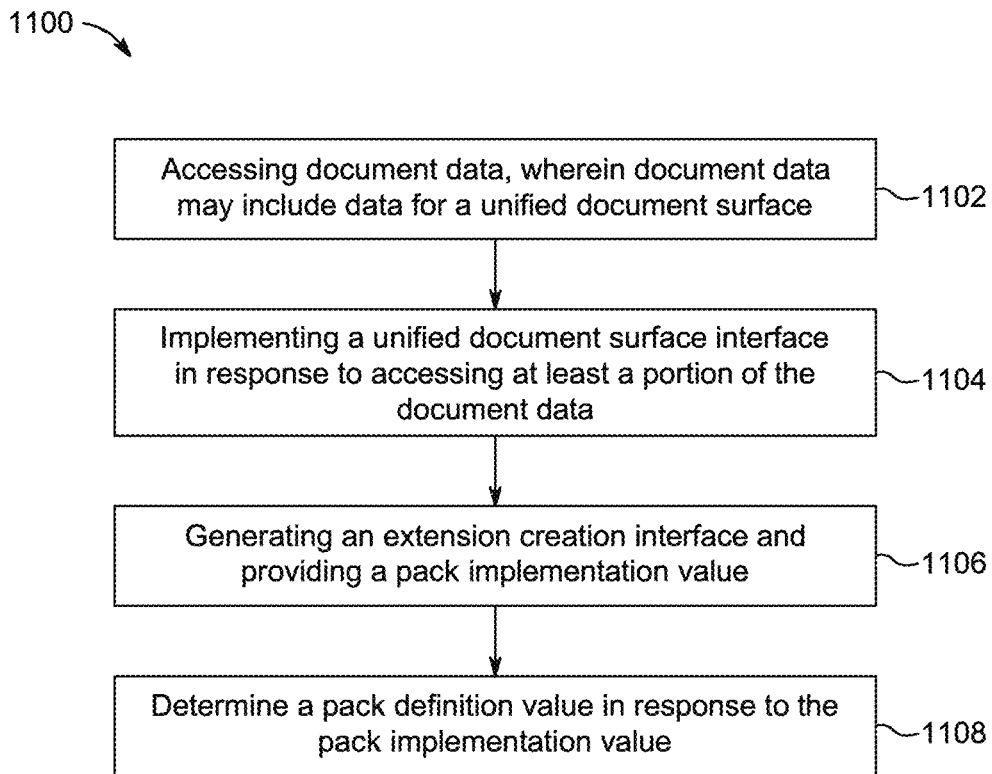 1100
Accessing document data, wherein document data
may include data for a unified document surface
1102
Implementing a unified document surface interface
in response to accessing at least a portion of the
document data
1104
Generating an extension creation interface and
providing a pack implementation value
1106
Determine a pack definition value in response to the
pack implementation value
1108